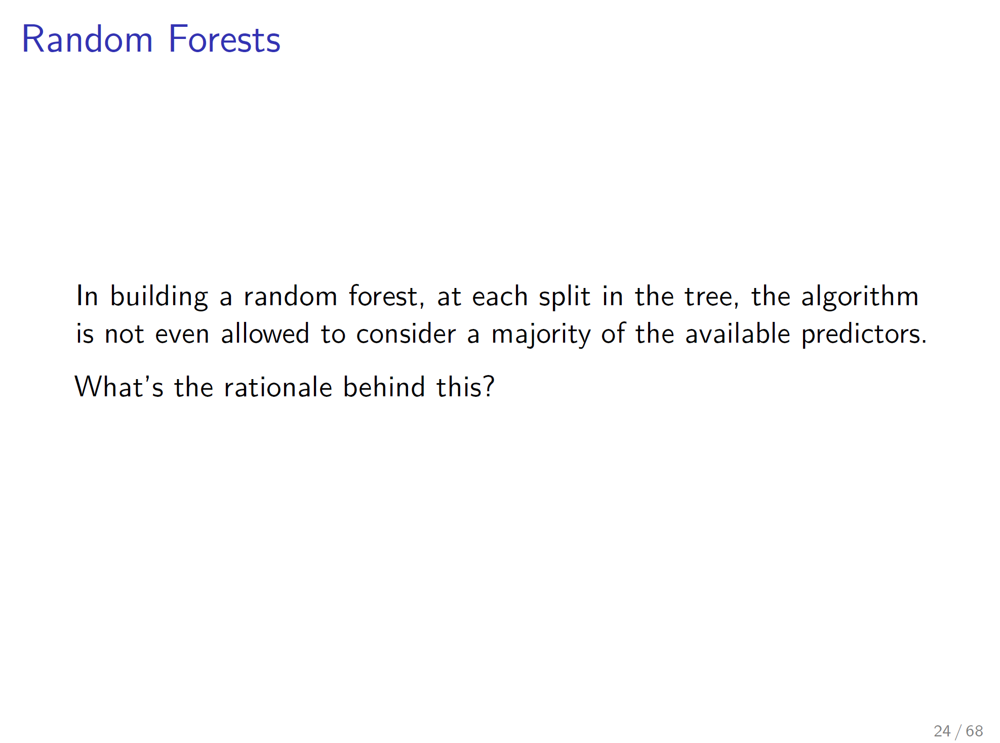 Random Forests
In building a random forest, at each split in the tree, the algorithm
is not even allowed to consider a majority of the available predictors.
What's the rationale behind this?
24 / 68